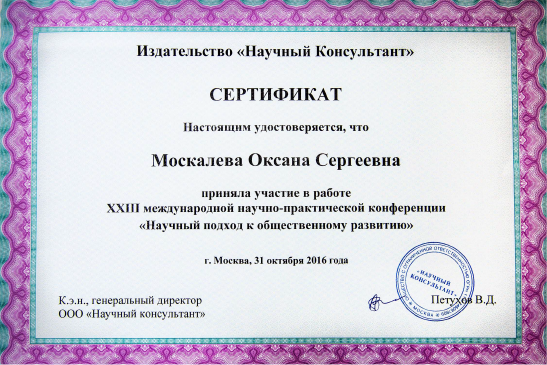 Издательство «Научный Консультант»
СЕРТИФИКАТ
Настоящим удостоверяется, что
Москалева Оксана Сергеевна
приняла участие в работе
XXIII международной научно-практической конференции
«Научный подход к общественному развитию»
г. Москва, 31 октября 2016 года
К.э.н., генеральный директор
ООО «Научный консультант»
Петухов В.Д.
«НАУЧНЫЙ
КОНСУЛЬТАНТ»